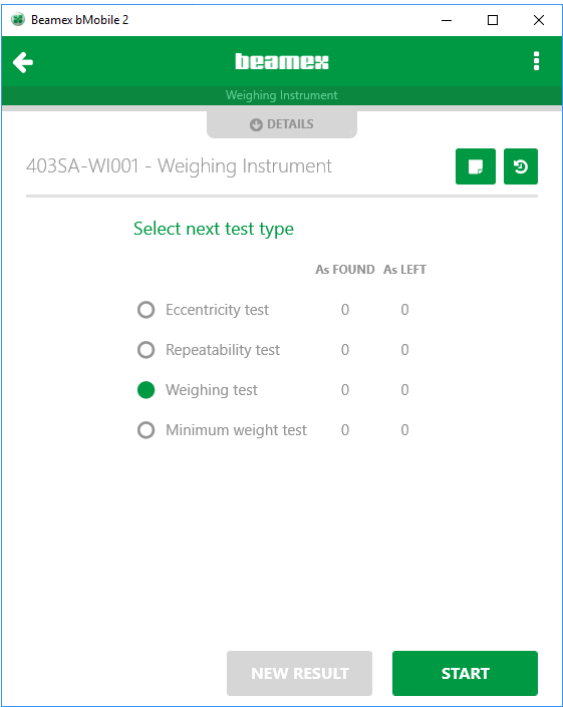 Beamex bMobile 2
beamex
Weighing Instrument
DETAILS
403SA-WI001 - Weighing Instrument
Select next test type
As FOUND As LEFT
Eccentricity test 0 0
Repeatability test 0 0
Weighing test 0 0
Minimum weight test 0 0
NEW RESULT START